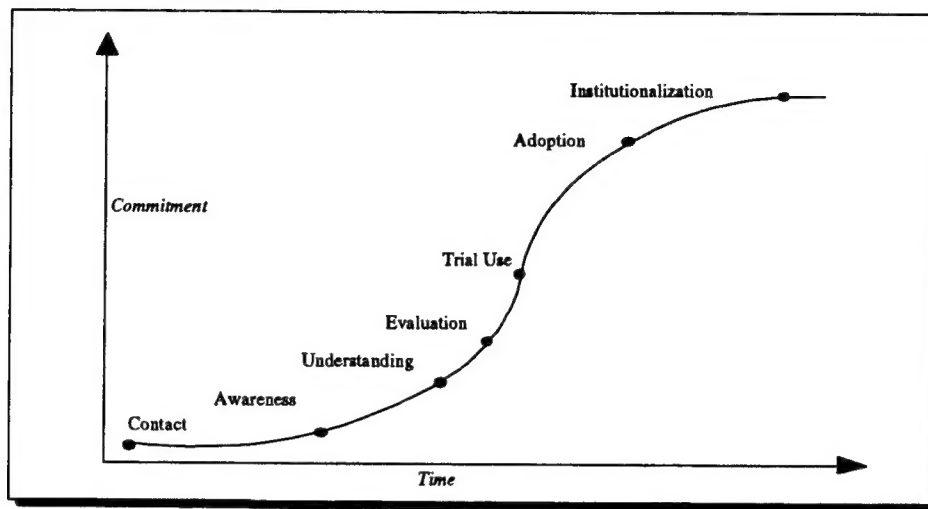 Institutionalization
Adoption
Commitment
Trial Use
Evaluation
Understanding
Awareness
Contact
Time